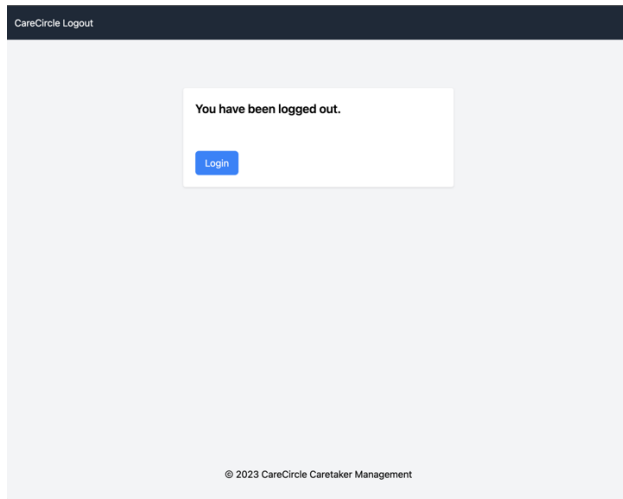 CareCircle Logout
You have been logged out.
Login
© 2023 CareCircle Caretaker Management